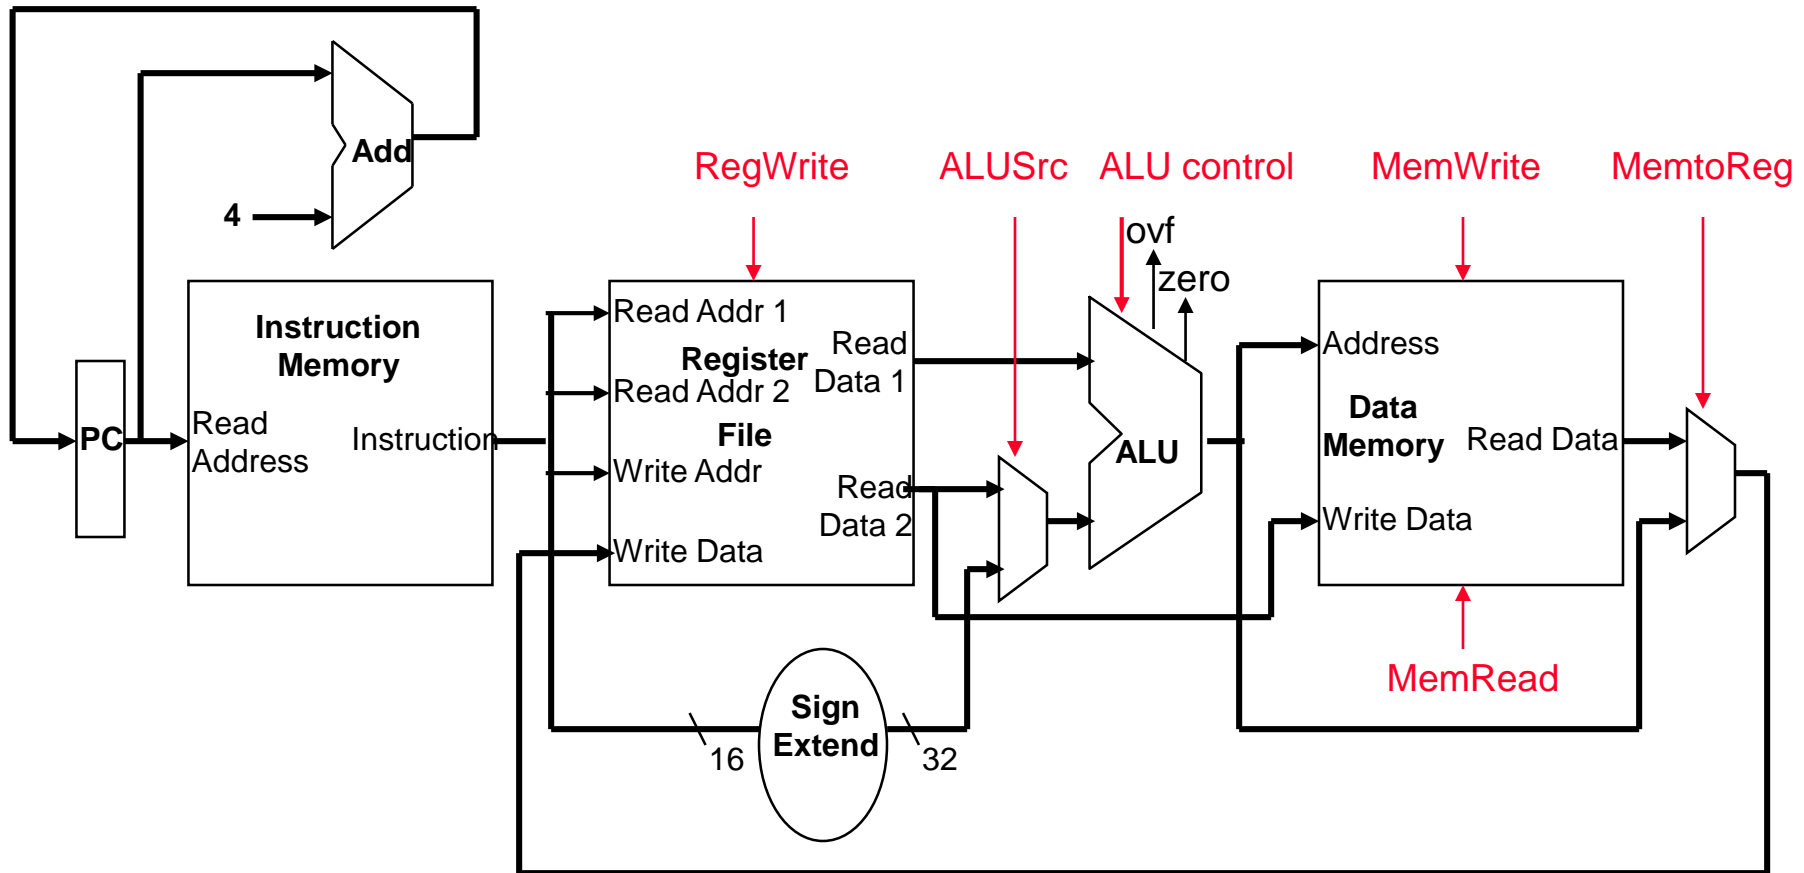 Add
RegWrite
ALUSrc
ALU control
MemWrite
MemtoReg
4
ovf
zero
Instruction
Memory
Read
Address
Instruction
PC
Read Addr 1
Register
Read Addr 2
File
Write Addr
Write Data
Read
Data 1
Read
Data 2
ALU
Address
Data
Memory
Read Data
Write Data
MemRead
Sign
Extend
16
32